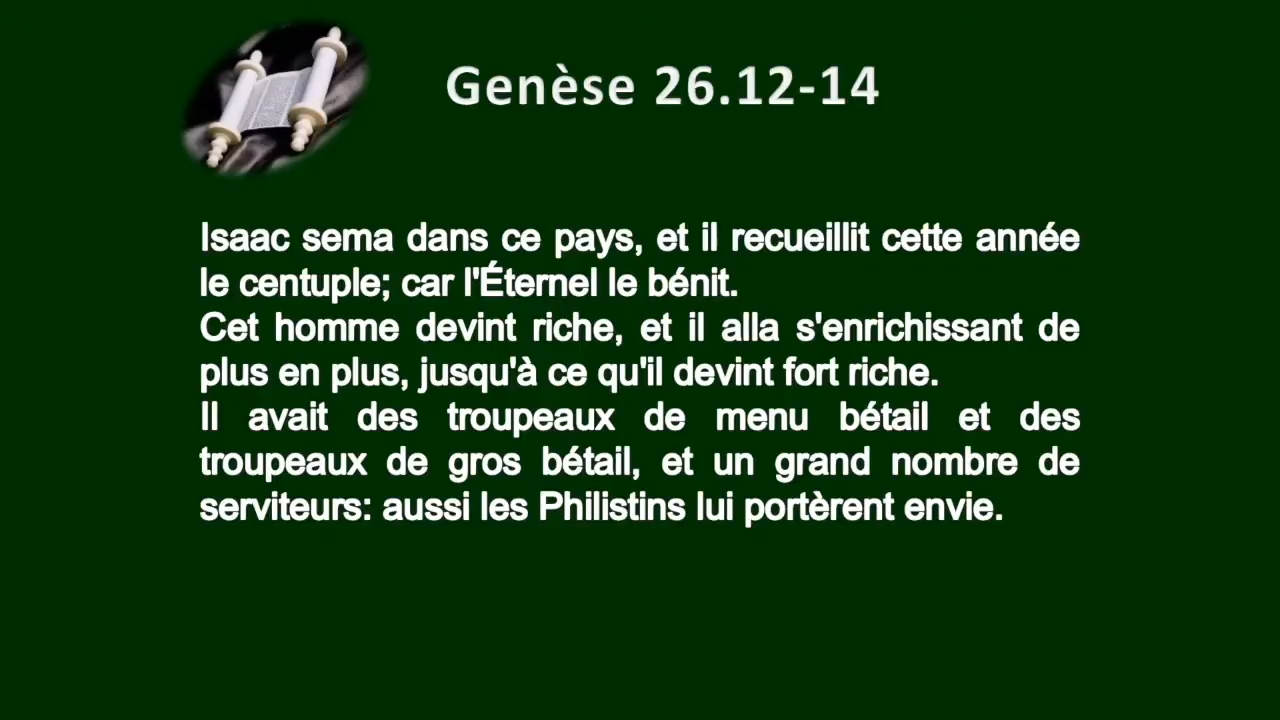 Genèse 26.12-14
Isaac sema dans ce pays, et il recueillit cette année
le centuple; car l'Éternel le bénit.
Cet homme devint riche, et il alla s'enrichissant de
plus en plus, jusqu'à ce qu'il devint fort riche.
Il avait des troupeaux de menu bétail et des
troupeaux de gros bétail, et un grand nombre de
serviteurs: aussi les Philistins lui portèrent envie.